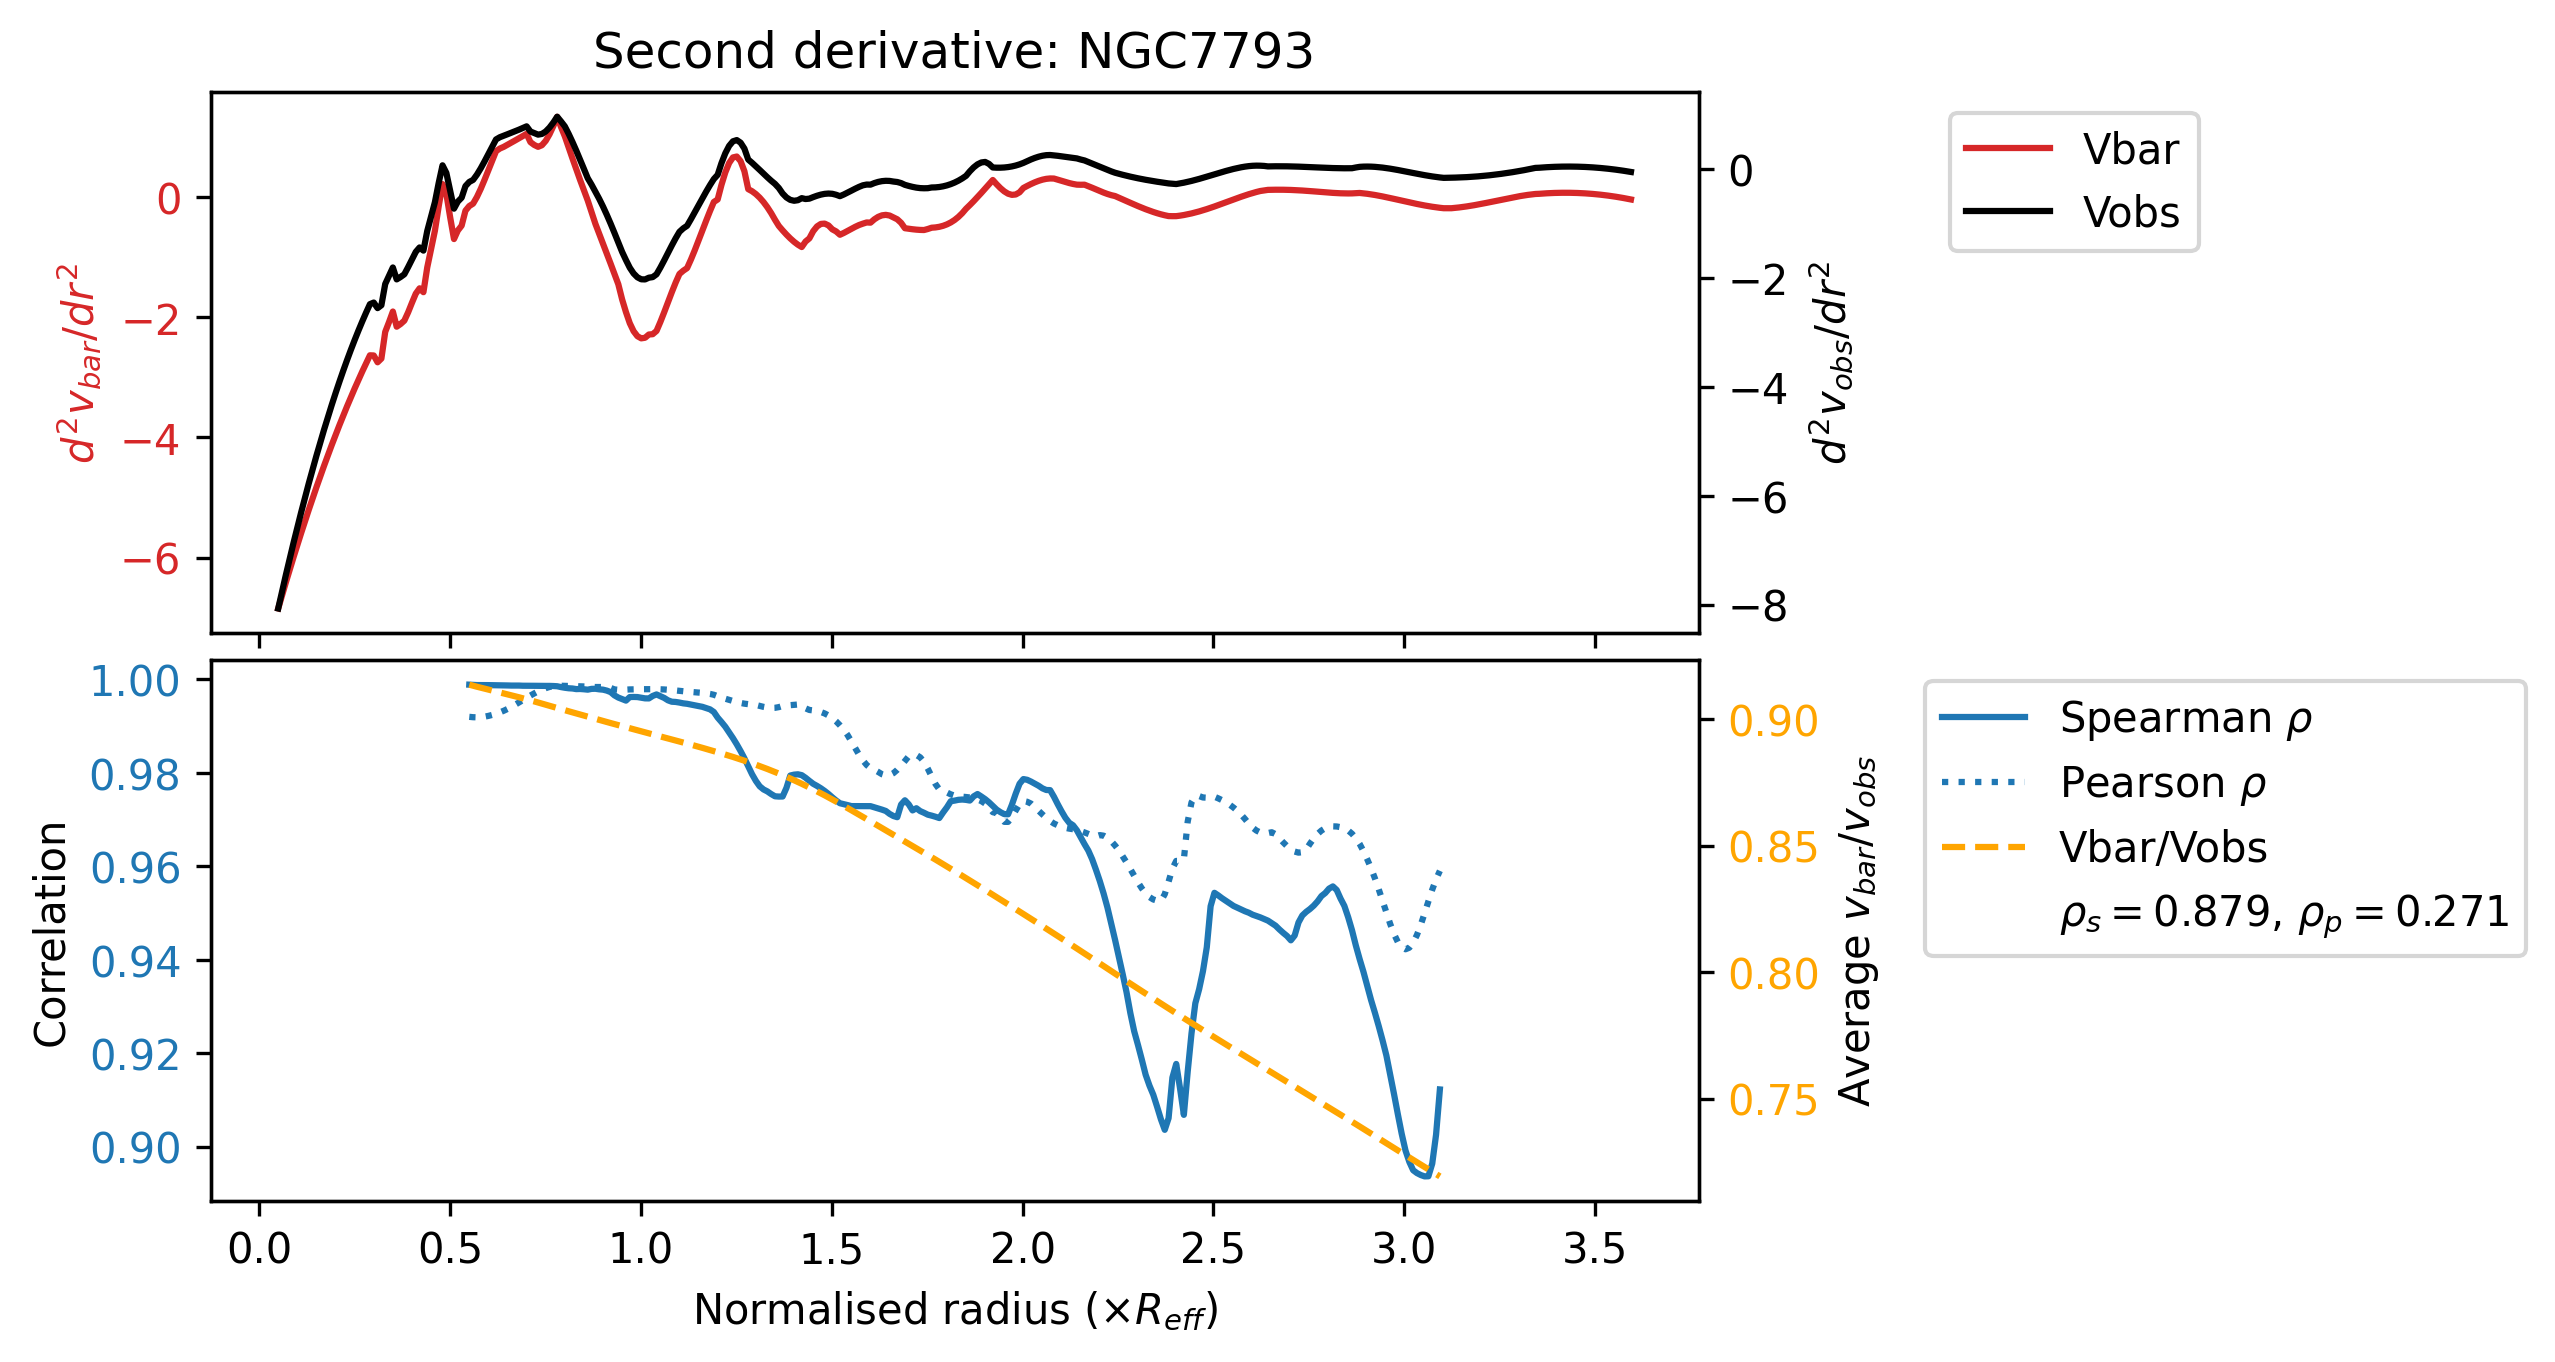 Second derivative: NGC7793
d²v_bar/dr²
0
−2
−4
−6
0
−2
−4
−6
−8
d²v_obs/dr²
Vbar
Vobs
Correlation
1.00
0.98
0.96
0.94
0.92
0.90
0.90
0.85
0.80
0.75
Average v_bar/v_obs
Spearman ρ
Pearson ρ
Vbar/Vobs
ρ_s = 0.879, ρ_p = 0.271
0.0 0.5 1.0 1.5 2.0 2.5 3.0 3.5
Normalised radius (×R_eff)